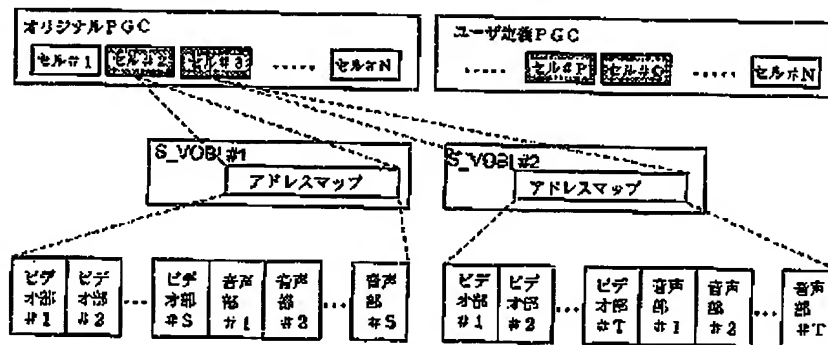 オリジナルPGC
セル#1 セル#2 セル#3 ..... セル#N
ユーザ定義PGC
..... セル#P セル#Q ..... セル#N
S_VOBI#1
アドレスマップ
S_VOBI#2
アドレスマップ
ビデオ部#1 ビデオ部#2 ... ビデオ部#S 音声部#1 音声部#2 ... 音声部#S
ビデオ部#1 ビデオ部#2 ... ビデオ部#T 音声部#1 音声部#2 ... 音声部#T